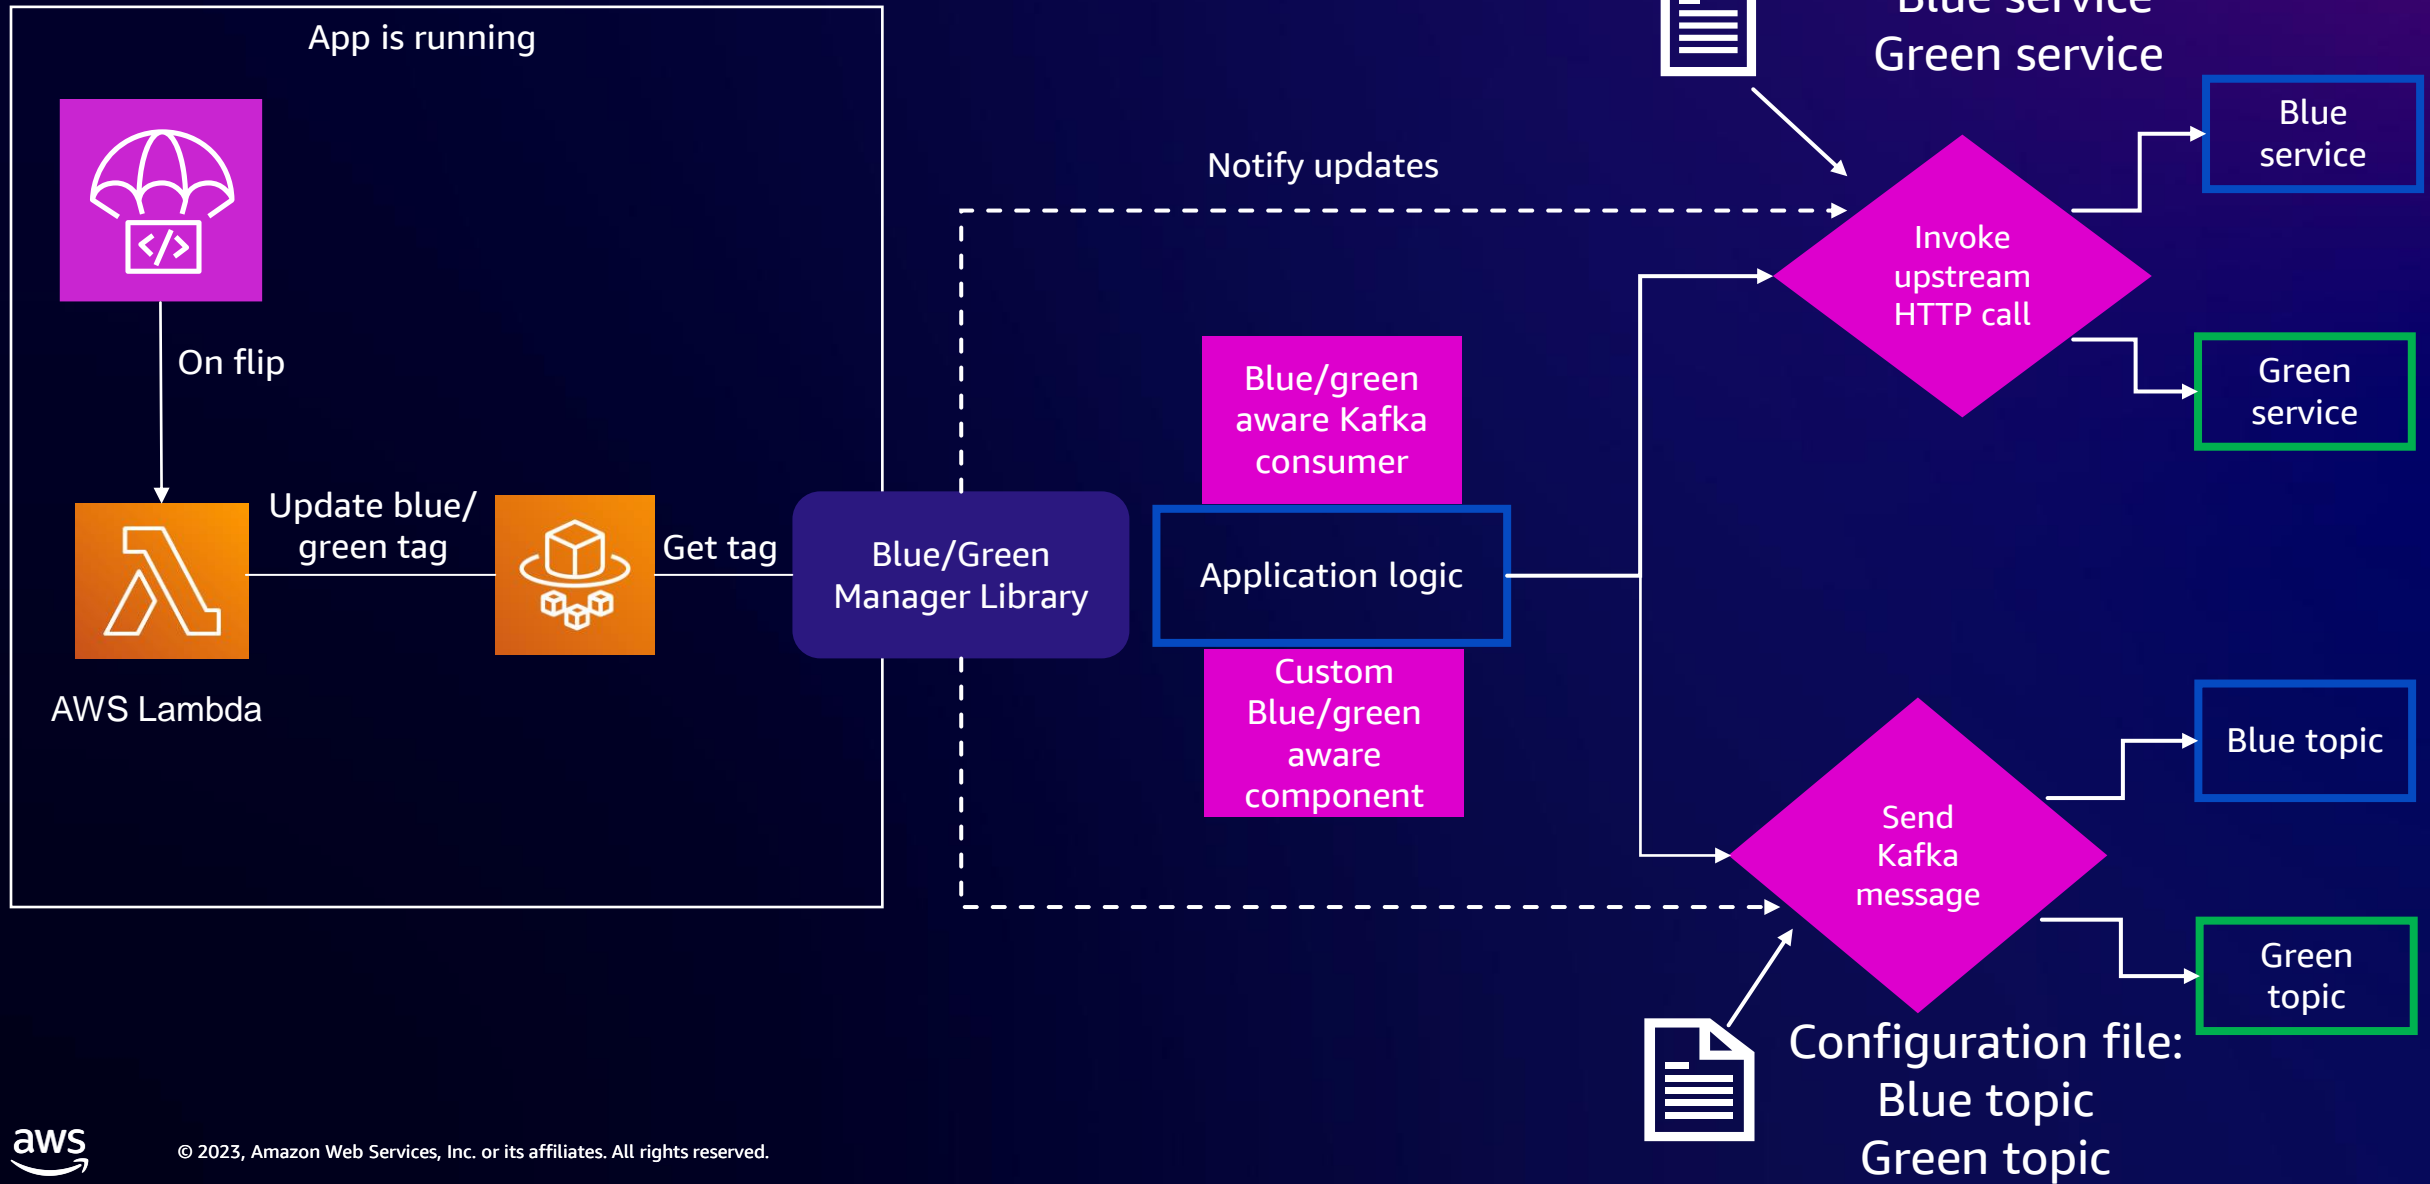 App is running
Blue service
Green service
Blue
service
Notify updates
Invoke
upstream
HTTP call
On flip
Blue/green
aware Kafka
consumer
Green
service
Update blue/
green tag
Get tag
Blue/Green
Manager Library
Application logic
AWS Lambda
Custom
Blue/green
aware
component
Blue topic
Send
Kafka
message
Green
topic
Configuration file:
Blue topic
Green topic
aws
© 2023, Amazon Web Services, Inc. or its affiliates. All rights reserved.